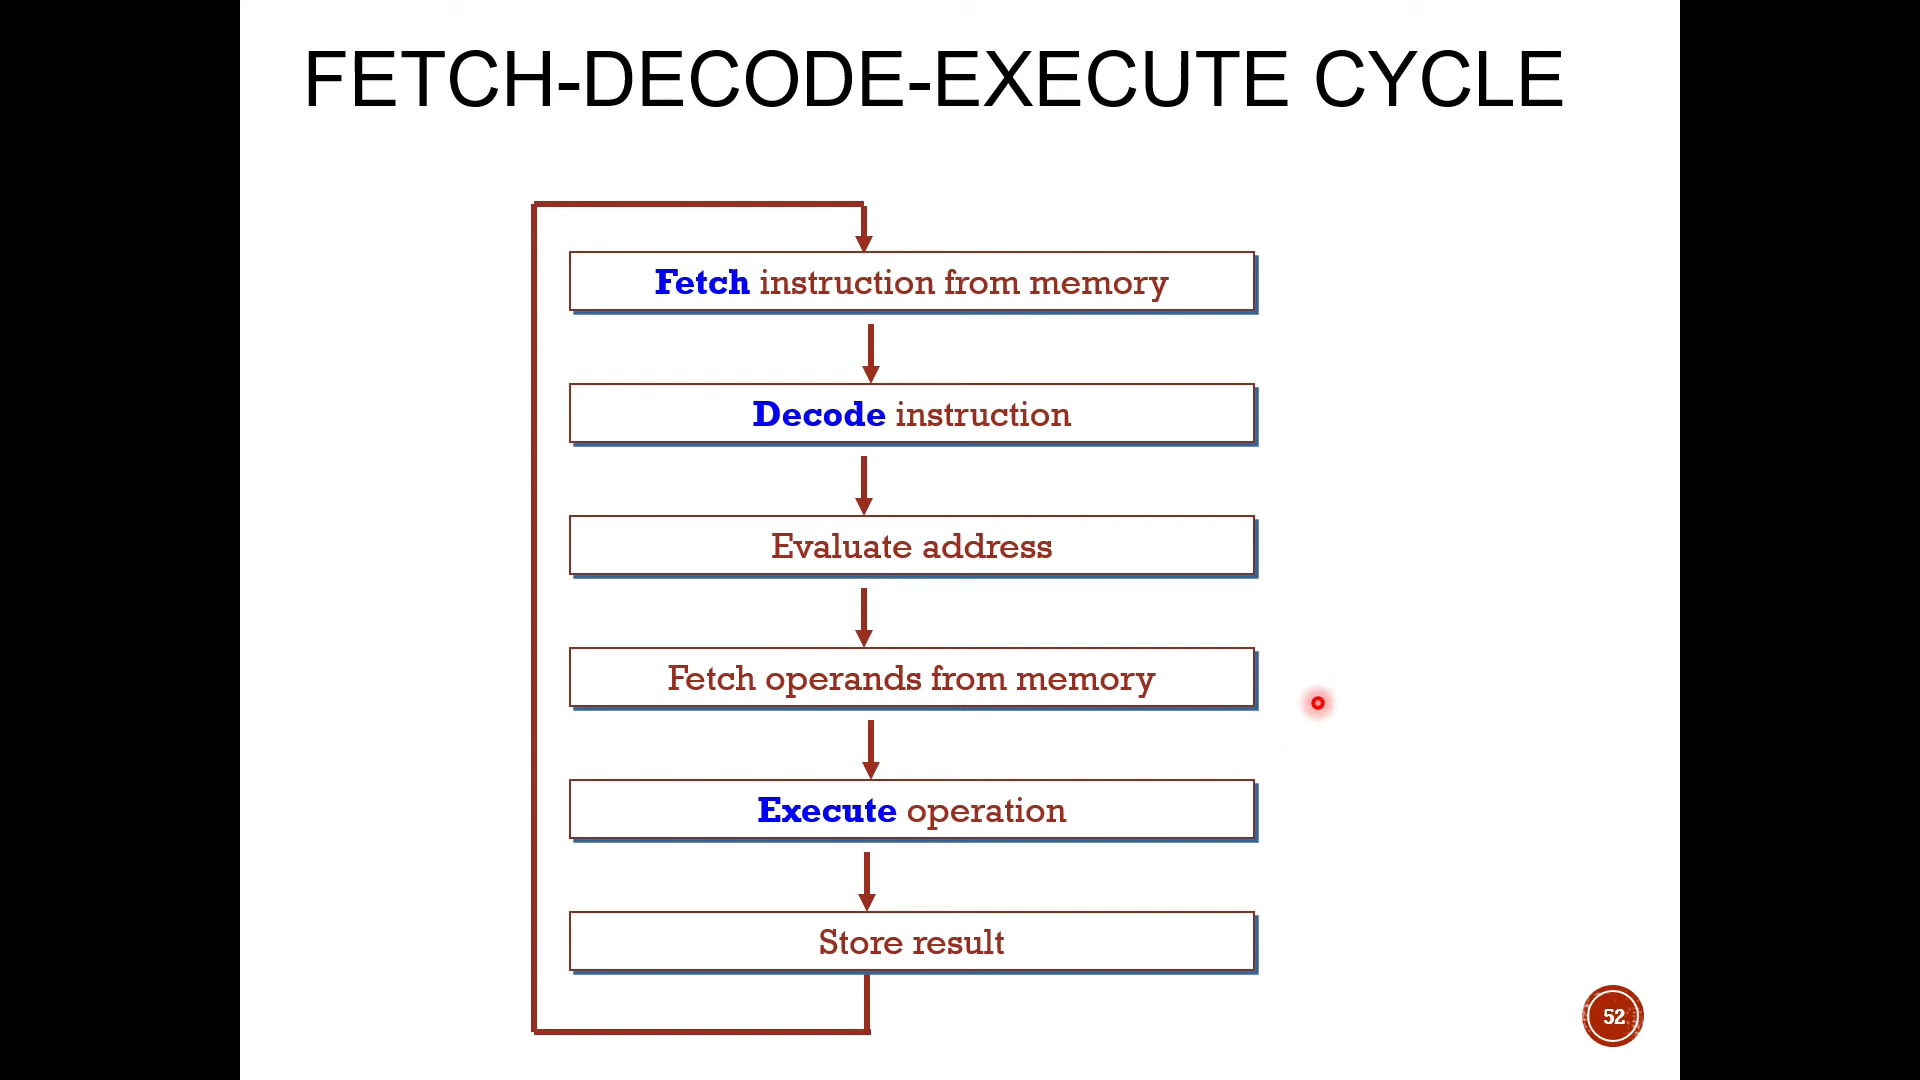 FETCH-DECODE-EXECUTE CYCLE
Fetch instruction from memory
Decode instruction
Evaluate address
Fetch operands from memory
Execute operation
Store result
52